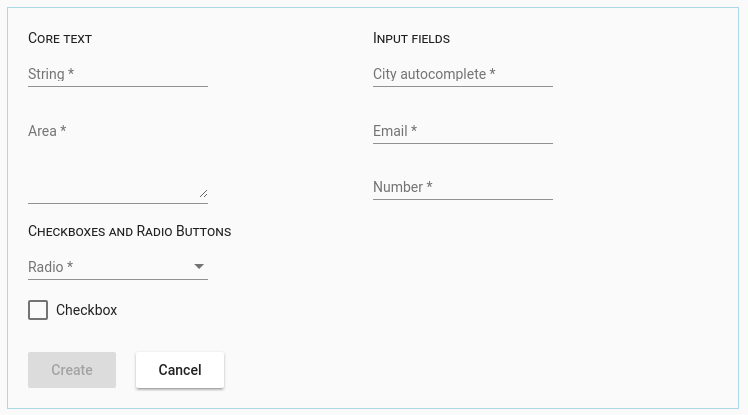 Core text
String *
Area *
Checkboxes and Radio Buttons
Radio *
Checkbox
Input fields
City autocomplete *
Email *
Number *
Create
Cancel